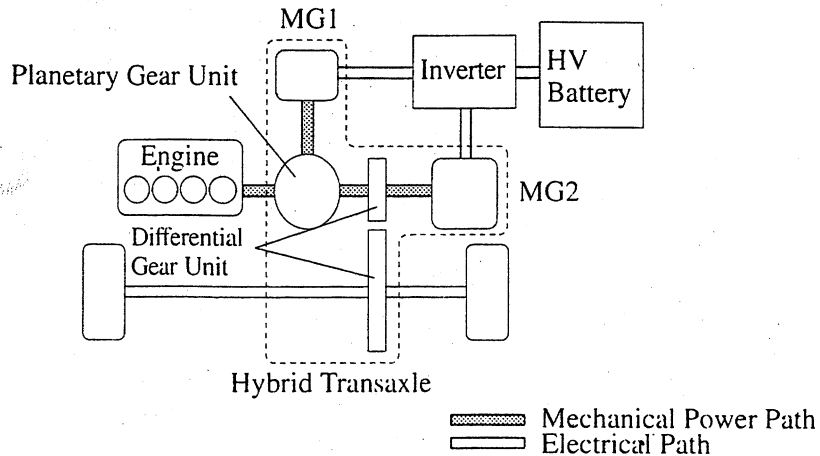 MG1
Planetary Gear Unit
Inverter
HV
Battery
Engine
MG2
Differential
Gear Unit
Hybrid Transaxle
Mechanical Power Path
Electrical Path